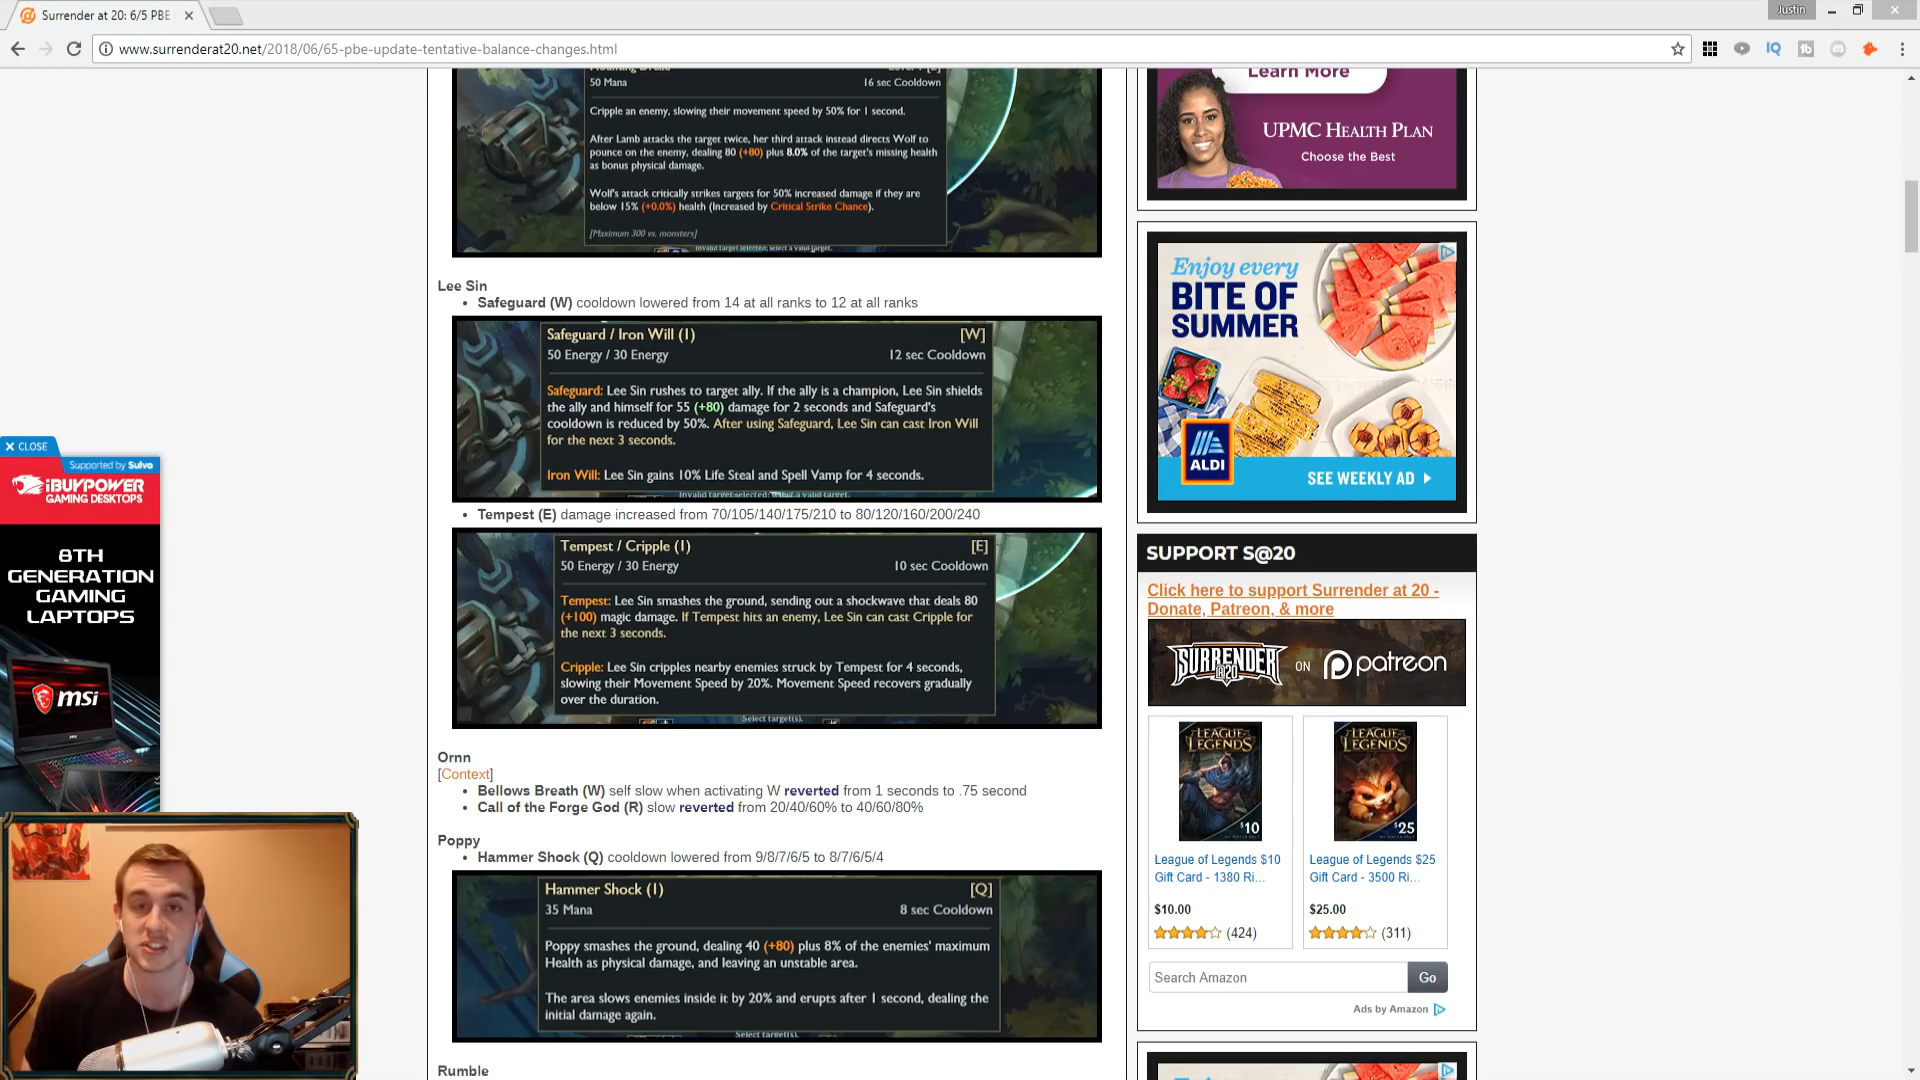 Surrender at 20: 6/5 PBE
Justin
www.surrenderat20.net/2018/06/65-pbe-update-tentative-balance-changes.html
50 Mana
16 sec Cooldown
Cripple an enemy, slowing their movement speed by 50% for 1 second.
After Lamb attacks the target twice, her third attack instead directs Wolf to
pounce on the enemy, dealing 80 (+80) plus 8.0% of the target's missing health
as bonus physical damage.
Wolf's attack critically strikes targets for 50% increased damage if they are
below 15% (+0.0%) health (Increased by Critical Strike Chance).
[Maximum 300 vs. monsters]
Invalid target selected; select a valid target.
Lee Sin
• Safeguard (W) cooldown lowered from 14 at all ranks to 12 at all ranks
Safeguard / Iron Will (1)
[W]
50 Energy / 30 Energy
12 sec Cooldown
Safeguard: Lee Sin rushes to target ally. If the ally is a champion, Lee Sin shields
the ally and himself for 55 (+80) damage for 2 seconds and Safeguard's
cooldown is reduced by 50%. After using Safeguard, Lee Sin can cast Iron Will
for the next 3 seconds.
Iron Will: Lee Sin gains 10% Life Steal and Spell Vamp for 4 seconds.
• Tempest (E) damage increased from 70/105/140/175/210 to 80/120/160/200/240
Tempest / Cripple (1)
[E]
50 Energy / 30 Energy
10 sec Cooldown
Tempest: Lee Sin smashes the ground, sending out a shockwave that deals 80
(+100) magic damage. If Tempest hits an enemy, Lee Sin can cast Cripple for
the next 3 seconds.
Cripple: Lee Sin cripples nearby enemies struck by Tempest for 4 seconds,
slowing their Movement Speed by 20%. Movement Speed recovers gradually
over the duration.
Select target(s).
Ornn
[Context]
• Bellows Breath (W) self slow when activating W reverted from 1 seconds to .75 second
• Call of the Forge God (R) slow reverted from 20/40/60% to 40/60/80%
Poppy
• Hammer Shock (Q) cooldown lowered from 9/8/7/6/5 to 8/7/6/5/4
Hammer Shock (1)
[Q]
35 Mana
8 sec Cooldown
Poppy smashes the ground, dealing 40 (+80) plus 8% of the enemies' maximum
Health as physical damage, and leaving an unstable area.
The area slows enemies inside it by 20% and erupts after 1 second, dealing the
initial damage again.
Select target(s).
Rumble
CLOSE
Supported by Sulvo
iBUYPOWER
GAMING DESKTOPS
8TH
GENERATION
GAMING
LAPTOPS
msi
Learn More
UPMC HEALTH PLAN
Choose the Best
Enjoy every
BITE OF
SUMMER
ALDI
SEE WEEKLY AD
SUPPORT S@20
Click here to support Surrender at 20 -
Donate, Patreon, & more
SURRENDER
@20
ON
patreon
LEAGUE
OF
LEGENDS
$10
LEAGUE
OF
LEGENDS
$25
League of Legends $10
Gift Card - 1380 Ri...
League of Legends $25
Gift Card - 3500 Ri...
$10.00
$25.00
(424)
(311)
Search Amazon
Go
Ads by Amazon